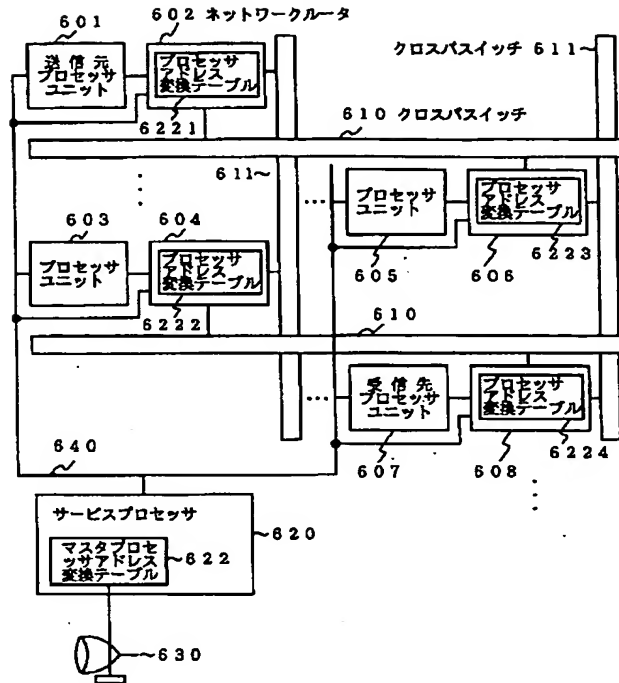 601
602 ネットワークルータ
送信元
プロセッサ
ユニット
プロセッサ
アドレス
変換テーブル
6221
クロスバスイッチ 611
610 クロスバスイッチ
611
プロセッサ
ユニット
605
プロセッサ
アドレス
変換テーブル
606
6223
603
604
プロセッサ
ユニット
プロセッサ
アドレス
変換テーブル
6222
610
受信先
プロセッサ
ユニット
607
プロセッサ
アドレス
変換テーブル
608
6224
640
サービスプロセッサ
620
マスタプロセ
ッサアドレス
変換テーブル
622
630